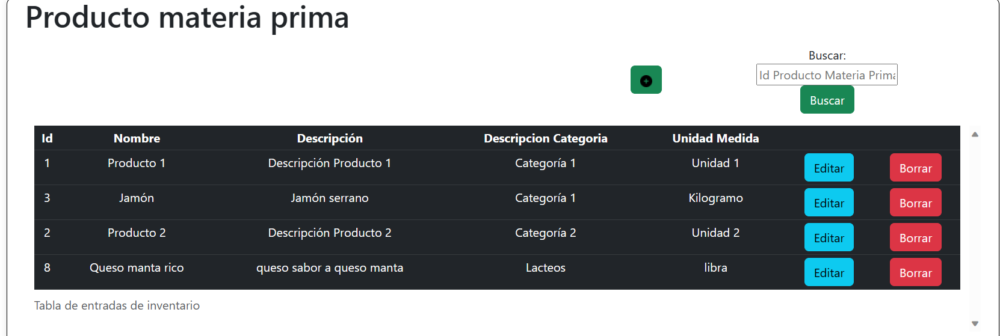 Producto materia prima
Buscar:
Id Producto Materia Prima
Buscar
Id Nombre Descripción Descripcion Categoria Unidad Medida
1 Producto 1 Descripción Producto 1 Categoría 1 Unidad 1 Editar Borrar
3 Jamón Jamón serrano Categoría 1 Kilogramo Editar Borrar
2 Producto 2 Descripción Producto 2 Categoría 2 Unidad 2 Editar Borrar
8 Queso manta rico queso sabor a queso manta Lacteos libra Editar Borrar
Tabla de entradas de inventario